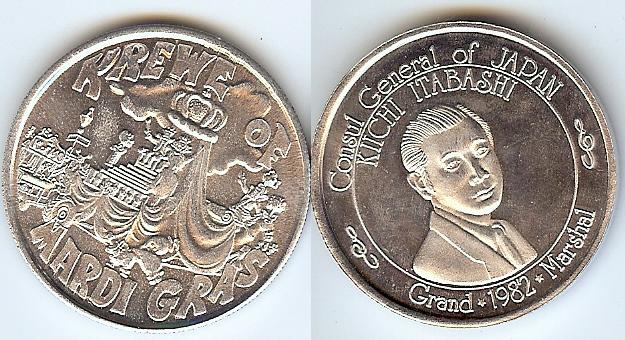 KREWE OF
MARDI GRAS
Consul General of JAPAN
KIICHI ITABASHI
Grand * 1982 * Marshal